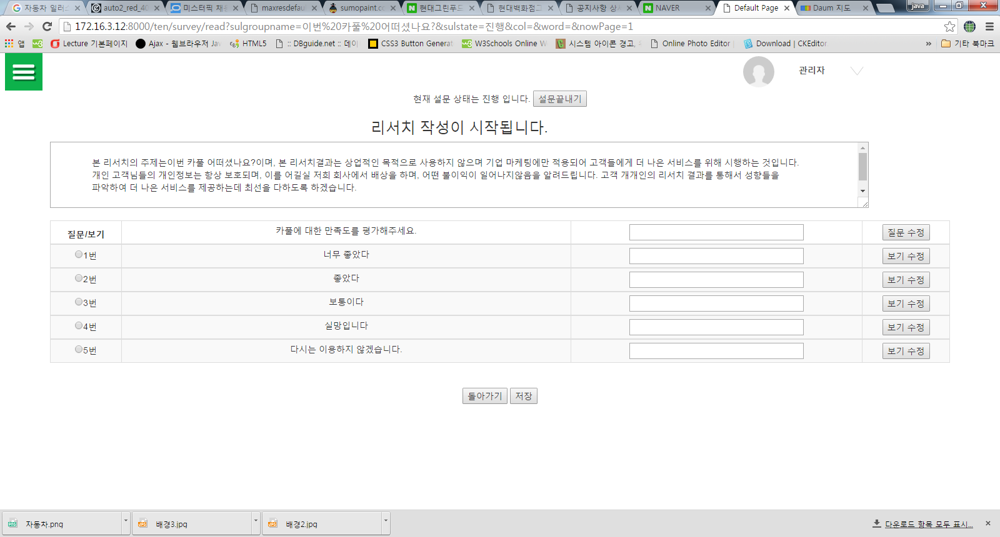 자동차 일러스
auto2_red_40
미스터픽 채용
maxresdefau
sumopaint.co
현대그린푸드
현대백화점그
공지사항 상시
NAVER
Default Page
Daum 지도
java
172.16.3.12:8000/ten/survey/read?sulgroupname=이번%20카풀%20어떠셨나요?&sulstate=진행&col=&word=&nowPage=1
앱
Lecture 기본페이지
Ajax - 웹브라우저 Jav
HTML5
:: DBguide.net :: 데이
CSS3 Button Generat
W3Schools Online W
시스템 아이콘 경고,
Online Photo Editor
Download | CKEditor
»
기타 북마크
관리자
현재 설문 상태는 진행 입니다. 설문끝내기
리서치 작성이 시작됩니다.
본 리서치의 주제는이번 카풀 어떠셨나요?이며, 본 리서치결과는 상업적인 목적으로 사용하지 않으며 기업 마케팅에만 적용되어 고객들에게 더 나은 서비스를 위해 시행하는 것입니다.
개인 고객님들의 개인정보는 항상 보호되며, 이를 어길실 저희 회사에서 배상을 하며, 어떤 불이익이 일어나지않음을 알려드립니다. 고객 개개인의 리서치 결과를 통해서 성향들을
파악하여 더 나은 서비스를 제공하는데 최선을 다하도록 하겠습니다.
질문/보기 카풀에 대한 만족도를 평가해주세요. 질문 수정
1번 너무 좋았다 보기 수정
2번 좋았다 보기 수정
3번 보통이다 보기 수정
4번 실망입니다 보기 수정
5번 다시는 이용하지 않겠습니다. 보기 수정
돌아가기 저장
자동차.png
배경3.jpg
배경2.jpg
다운로드 항목 모두 표시...